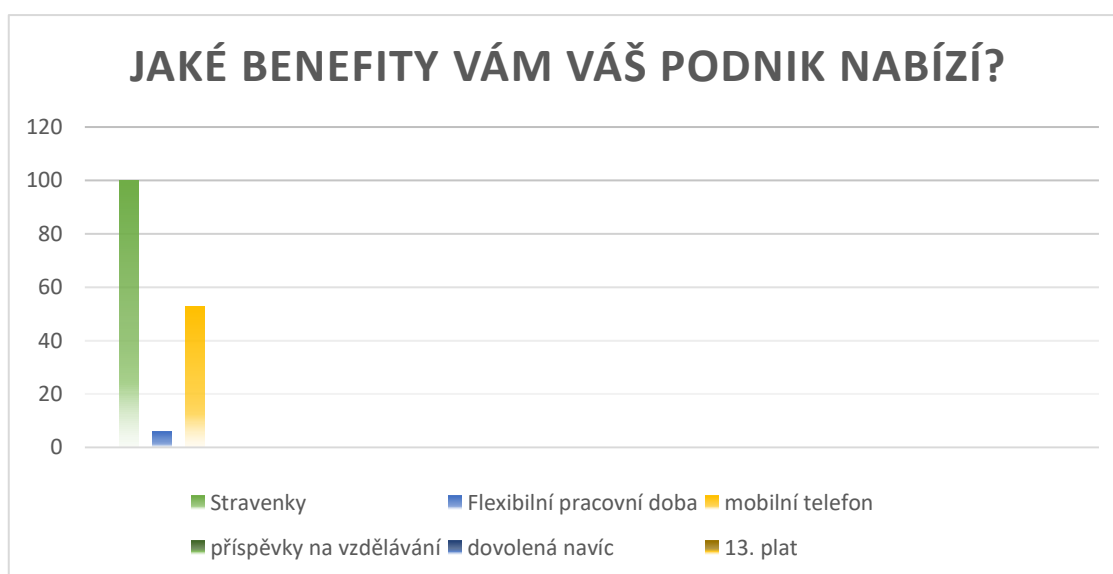 JAKÉ BENEFITY VÁM VÁŠ PODNIK NABÍZÍ?
120
100
80
60
40
20
0
Stravenky Flexibilní pracovní doba mobilní telefon
příspěvky na vzdělávání dovolená navíc 13. plat